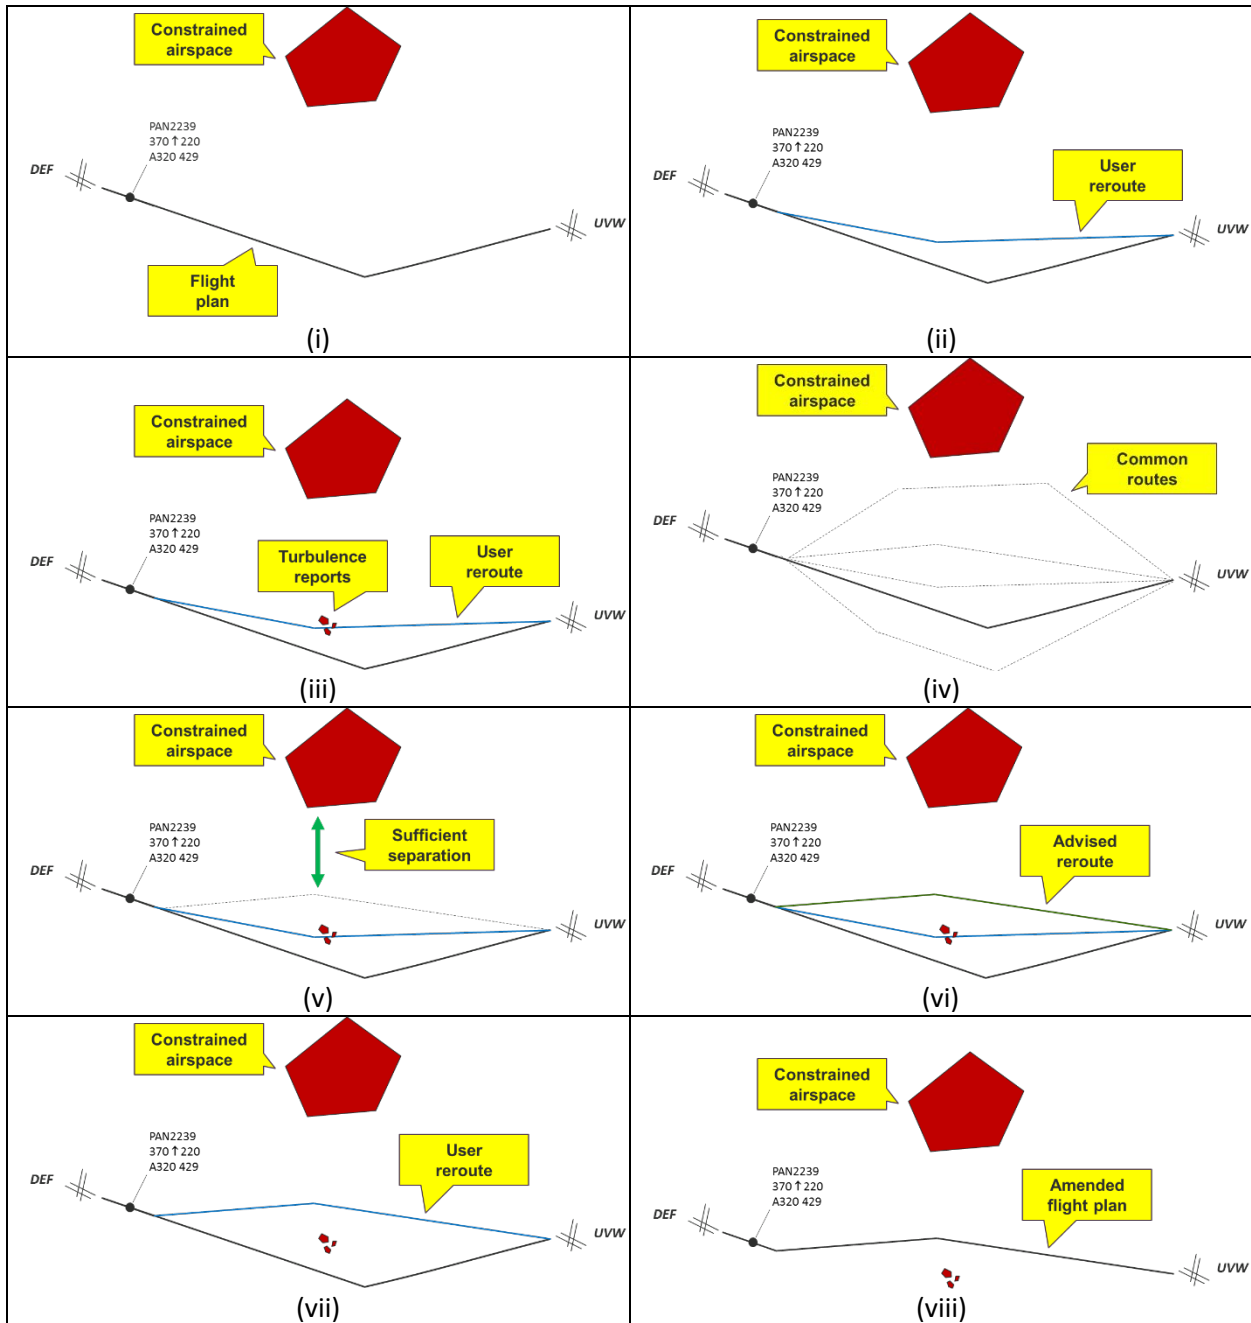 Constrained
airspace
PAN2239
370↑220
A320 429
DEF
UVW
Flight
plan
(i)
Constrained
airspace
PAN2239
370↑220
A320 429
User
reroute
DEF
UVW
(ii)
Constrained
airspace
PAN2239
370↑220
A320 429
Turbulence
reports
User
reroute
DEF
UVW
(iii)
Constrained
airspace
Common
routes
PAN2239
370↑220
A320 429
DEF
UVW
(iv)
Constrained
airspace
PAN2239
370↑220
A320 429
Sufficient
separation
DEF
UVW
(v)
Constrained
airspace
PAN2239
370↑220
A320 429
Advised
reroute
DEF
UVW
(vi)
Constrained
airspace
PAN2239
370↑220
A320 429
User
reroute
DEF
UVW
(vii)
Constrained
airspace
PAN2239
370↑220
A320 429
Amended
flight plan
DEF
UVW
(viii)